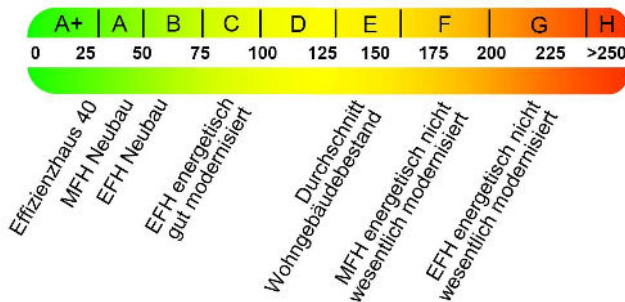 A+ A B C D E F G H
0 25 50 75 100 125 150 175 200 225 >250
Effizienzhaus 40
MFH Neubau
EFH Neubau
EFH energetisch
gut modernisiert
Durchschnitt
Wohngebäudebestand
MFH energetisch nicht
wesentlich modernisiert
EFH energetisch nicht
wesentlich modernisiert